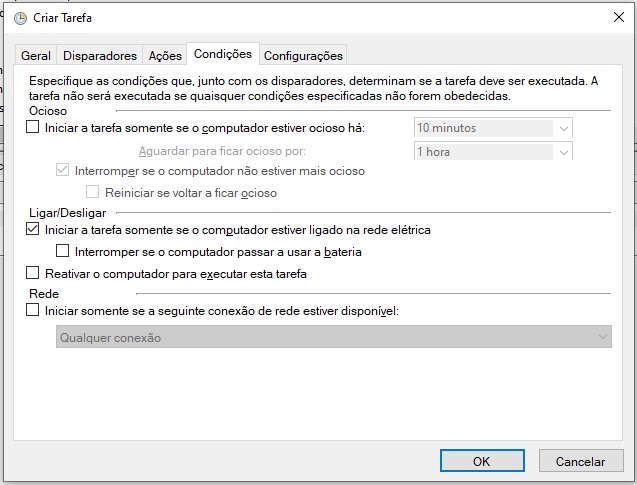 Criar Tarefa
Geral Disparadores Ações Condições Configurações
Especifique as condições que, junto com os disparadores, determinam se a tarefa deve ser executada. A
tarefa não será executada se quaisquer condições especificadas não forem obedecidas.
Ocioso
Iniciar a tarefa somente se o computador estiver ocioso há: 10 minutos
Aguardar para ficar ocioso por: 1 hora
Interromper se o computador não estiver mais ocioso
Reiniciar se voltar a ficar ocioso
Ligar/Desligar
Iniciar a tarefa somente se o computador estiver ligado na rede elétrica
Interromper se o computador passar a usar a bateria
Reativar o computador para executar esta tarefa
Rede
Iniciar somente se a seguinte conexão de rede estiver disponível:
Qualquer conexão
OK Cancelar